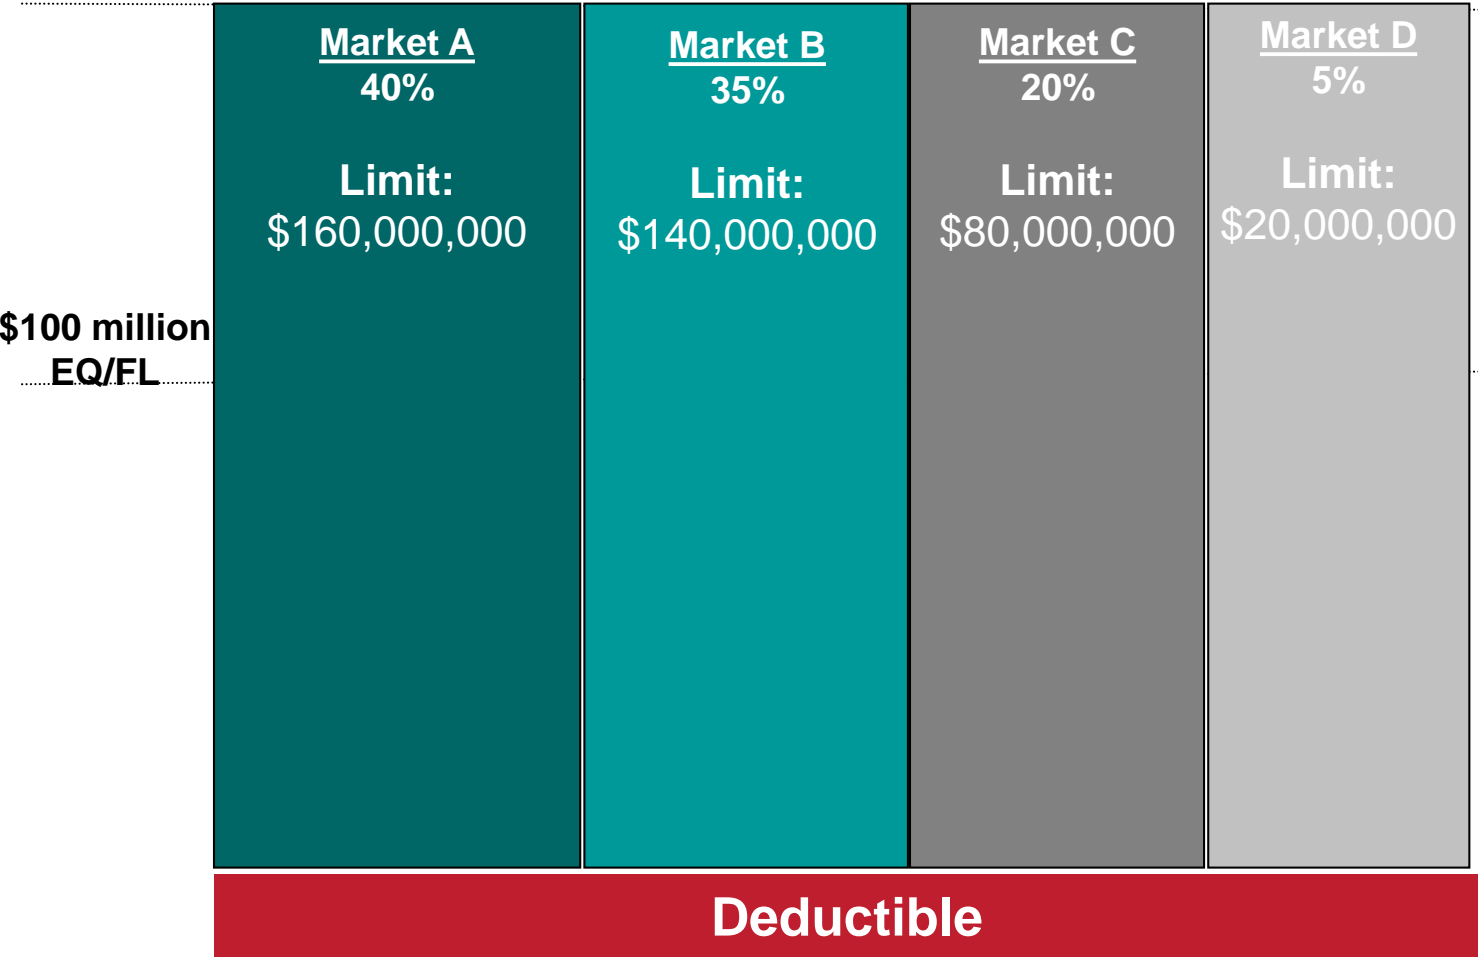 Market A
40%
Limit:
$160,000,000
Market B
35%
Limit:
$140,000,000
Market C
20%
Limit:
$80,000,000
Market D
5%
Limit:
$20,000,000
$100 million
EQ/FL
Deductible